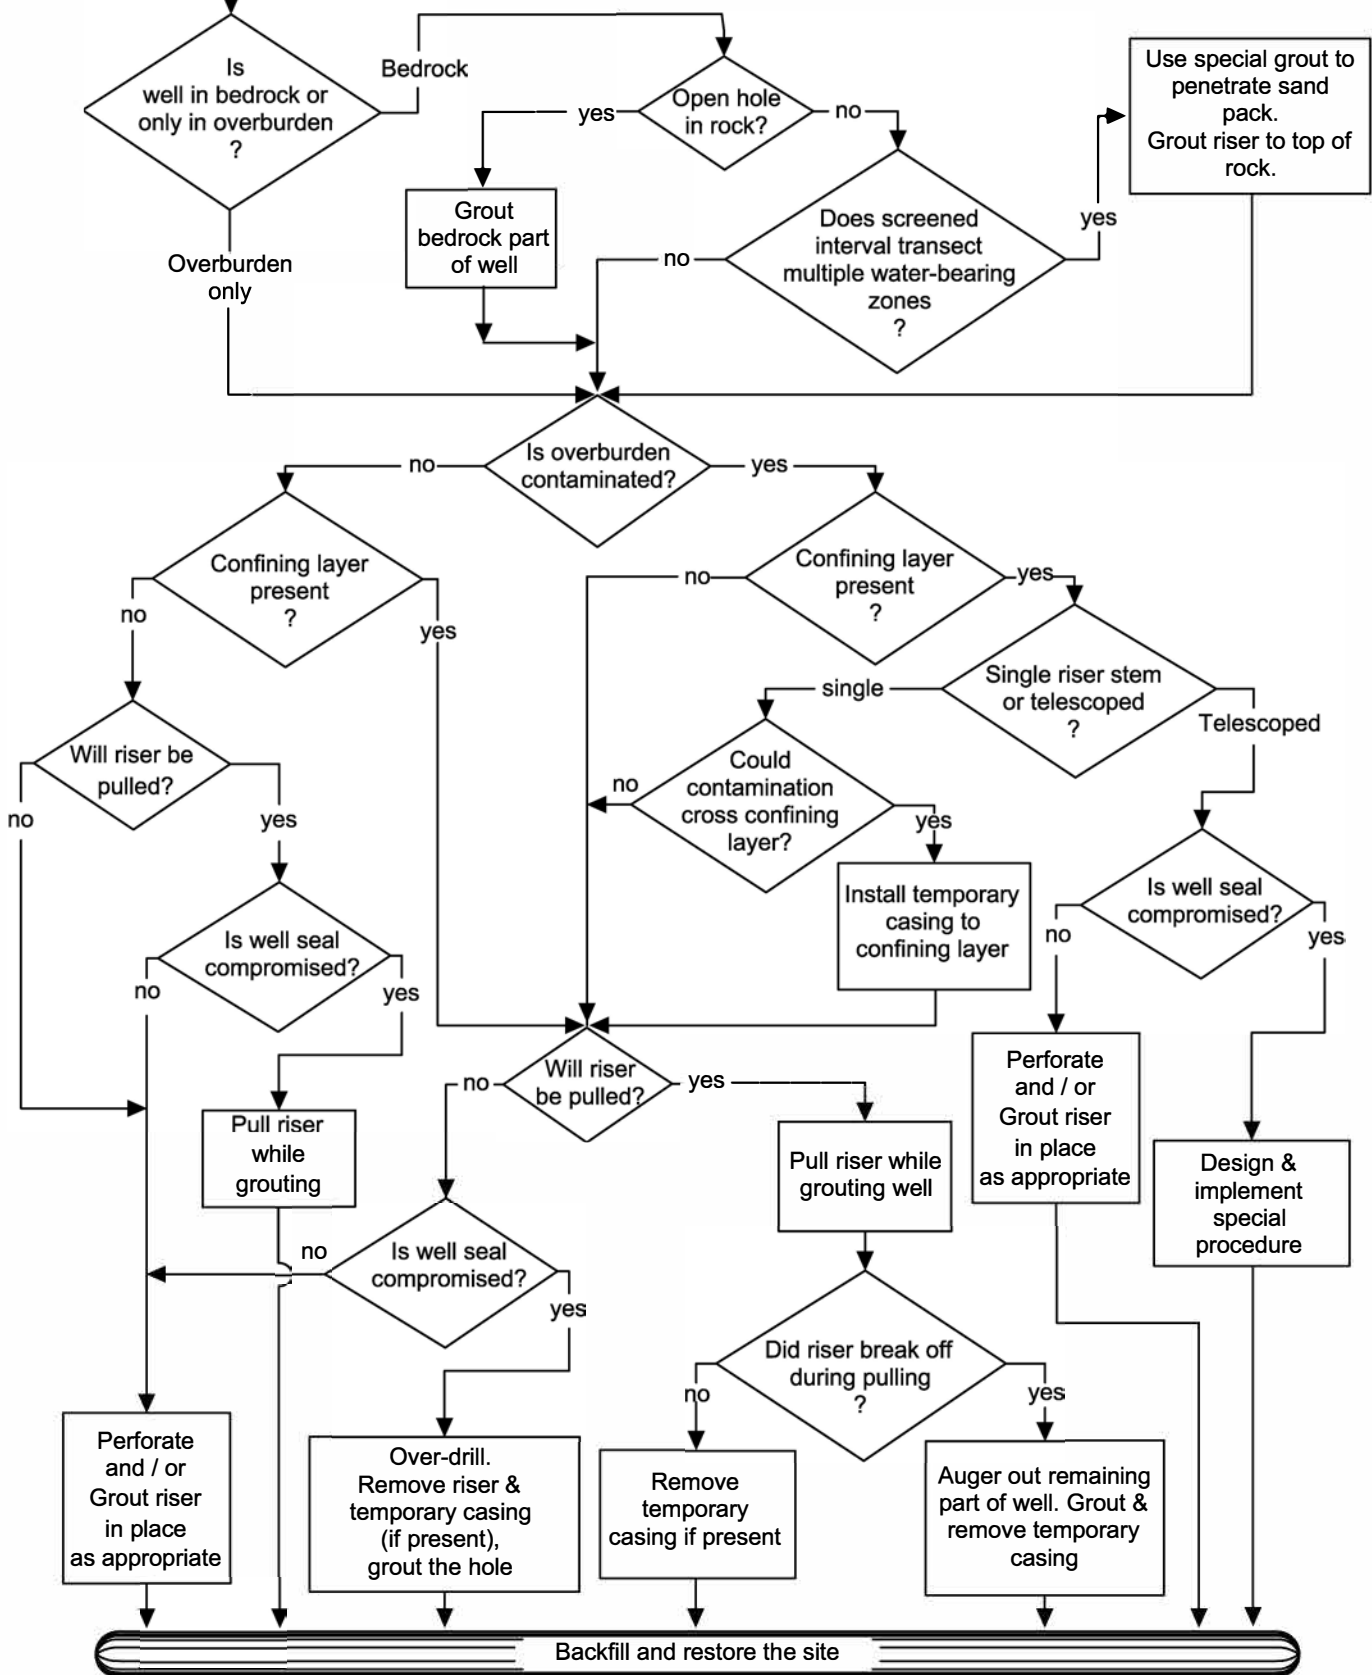 Is
well in bedrock or
only in overburden
?
Bedrock
Open hole
in rock?
yes
no
Use special grout to
penetrate sand
pack.
Grout riser to top of
rock.
Grout
bedrock part
of well
Does screened
interval transect
multiple water-bearing
zones
?
yes
no
Overburden
only
Is overburden
contaminated?
no
yes
Confining layer
present
?
no
yes
Confining layer
present
?
no
yes
Single riser stem
or telescoped
?
single
Telescoped
Will riser be
pulled?
no
yes
Could
contamination
cross confining
layer?
no
yes
Install temporary
casing to
confining layer
Is well seal
compromised?
no
yes
Is well seal
compromised?
no
yes
Will riser
be pulled?
no
yes
Perforate
and / or
Grout riser
in place
as appropriate
Pull riser
while
grouting
Pull riser while
grouting well
Design &
implement
special
procedure
Is well seal
compromised?
no
yes
Did riser break off
during pulling
?
no
yes
Perforate
and / or
Grout riser
in place
as appropriate
Over-drill.
Remove riser &
temporary casing
(if present),
grout the hole
Remove
temporary
casing if present
Auger out remaining
part of well. Grout &
remove temporary
casing
Backfill and restore the site